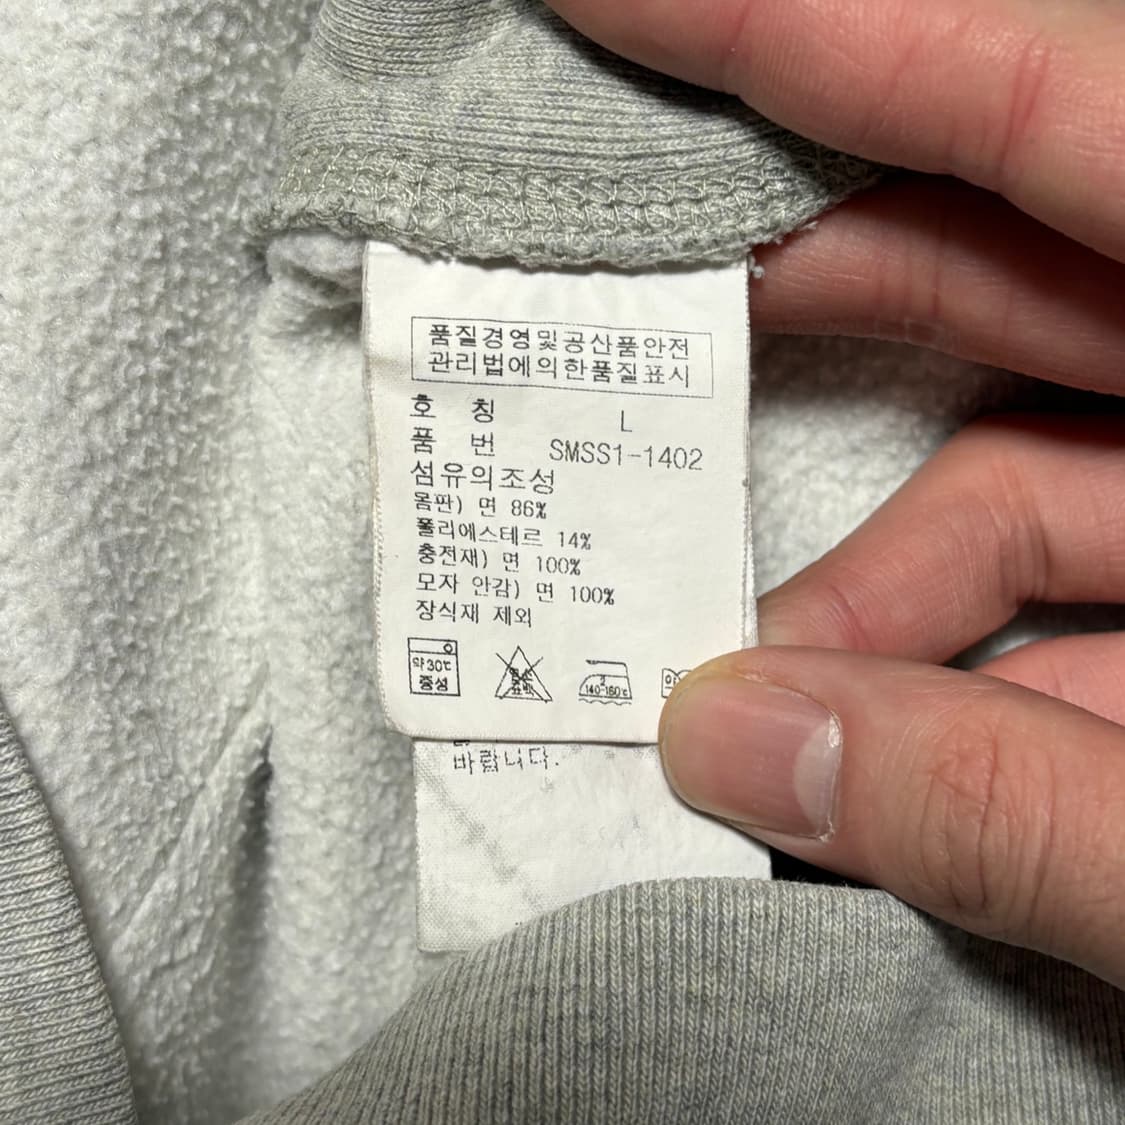 품질경영및공산품안전
관리법에의한품질표시
호 칭 L
품 번 SMSS1-1402
섬유의조성
몸판) 면 86%
폴리에스테르 14%
충전재) 면 100%
모자 안감) 면 100%
장식재 제외
약30℃
중성
2
140-160℃
약
바랍니다.